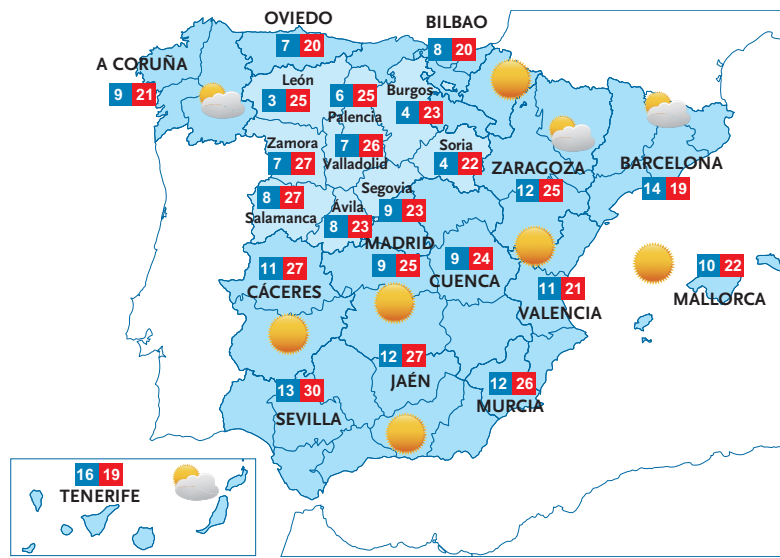 OVIEDO
7 20
BILBAO
8 20
A CORUÑA
9 21
León
3 25
6 25
Palencia
Burgos
4 23
Zamora
7 27
7 26
Valladolid
Soria
4 22
ZARAGOZA
12 25
BARCELONA
14 19
8 27
Salamanca
Ávila
8 23
Segovia
9 23
MADRID
9 25
9 24
CUENCA
11 27
CÁCERES
11 21
VALENCIA
10 22
MALLORCA
12 27
JAÉN
12 26
MURCIA
13 30
SEVILLA
16 19
TENERIFE